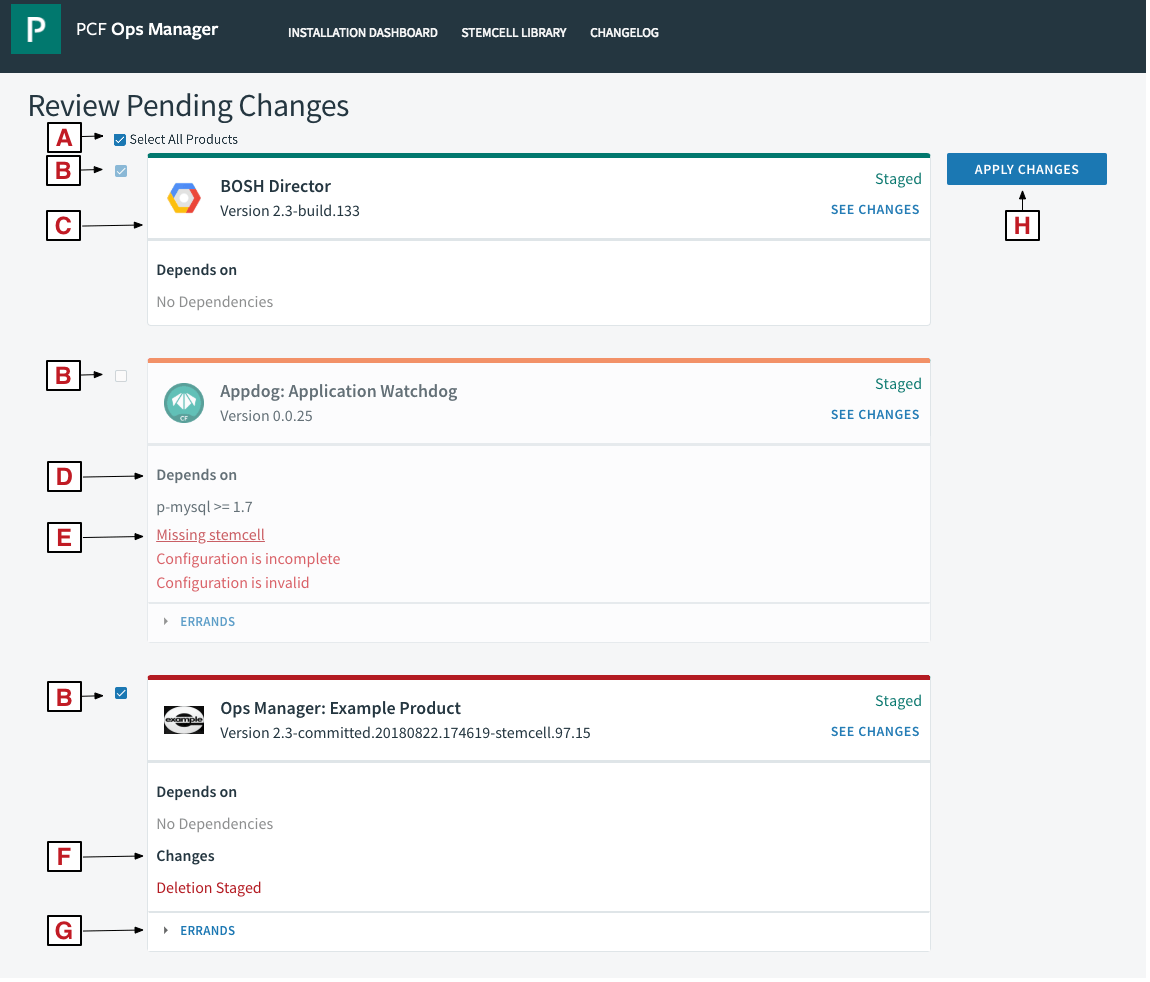 P PCF Ops Manager INSTALLATION DASHBOARD STEMCELL LIBRARY CHANGELOG
Review Pending Changes
A Select All Products
B
BOSH Director Staged APPLY CHANGES
Version 2.3-build.133 SEE CHANGES
C H
Depends on
No Dependencies
B
Appdog: Application Watchdog Staged
CF Version 0.0.25 SEE CHANGES
D Depends on
p-mysql >= 1.7
E Missing stemcell
Configuration is incomplete
Configuration is invalid
ERRANDS
B
Ops Manager: Example Product Staged
example Version 2.3-committed.20180822.174619-stemcell.97.15 SEE CHANGES
Depends on
No Dependencies
F Changes
Deletion Staged
G ERRANDS